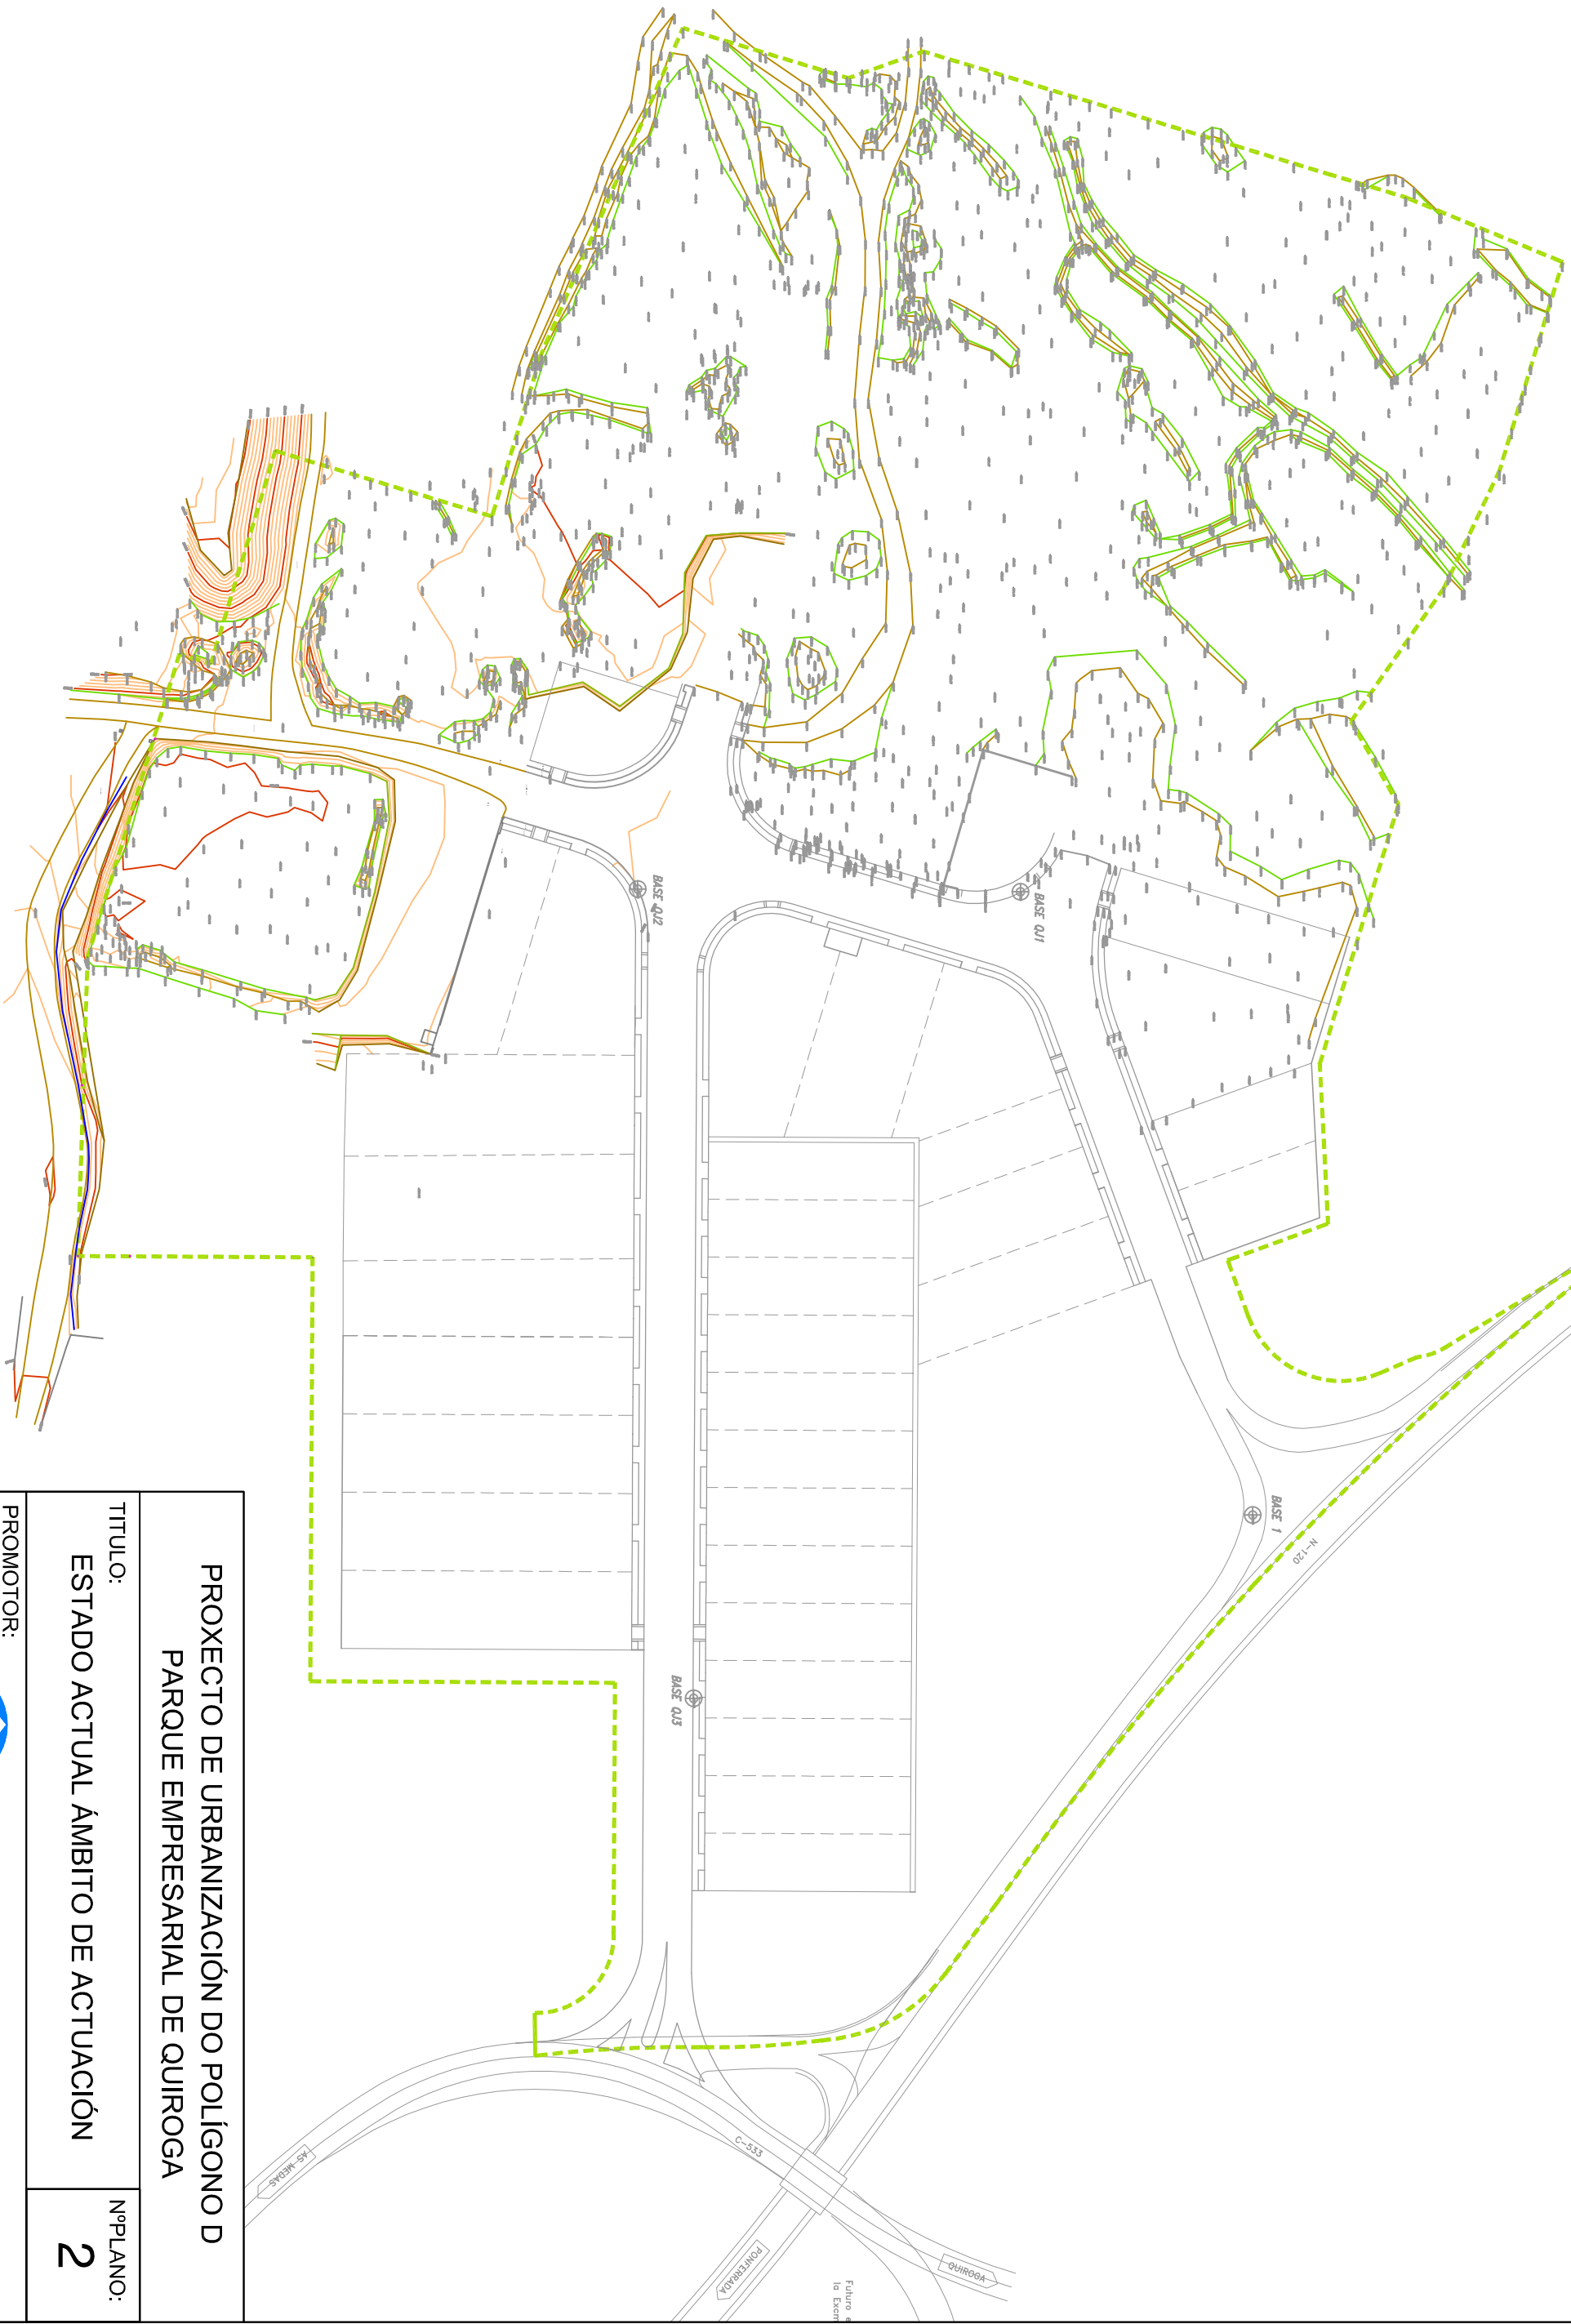 BASE QJ2
BASE QJ1
BASE 1
N-120
BASE QJ3
C-533
AS MEDAS
PONFERRADA
QUIROGA
Futuro
PROXECTO DE URBANIZACIÓN DO POLÍGONO D
PARQUE EMPRESARIAL DE QUIROGA
TITULO:
ESTADO ACTUAL ÁMBITO DE ACTUACIÓN
NºPLANO:
2
PROMOTOR: